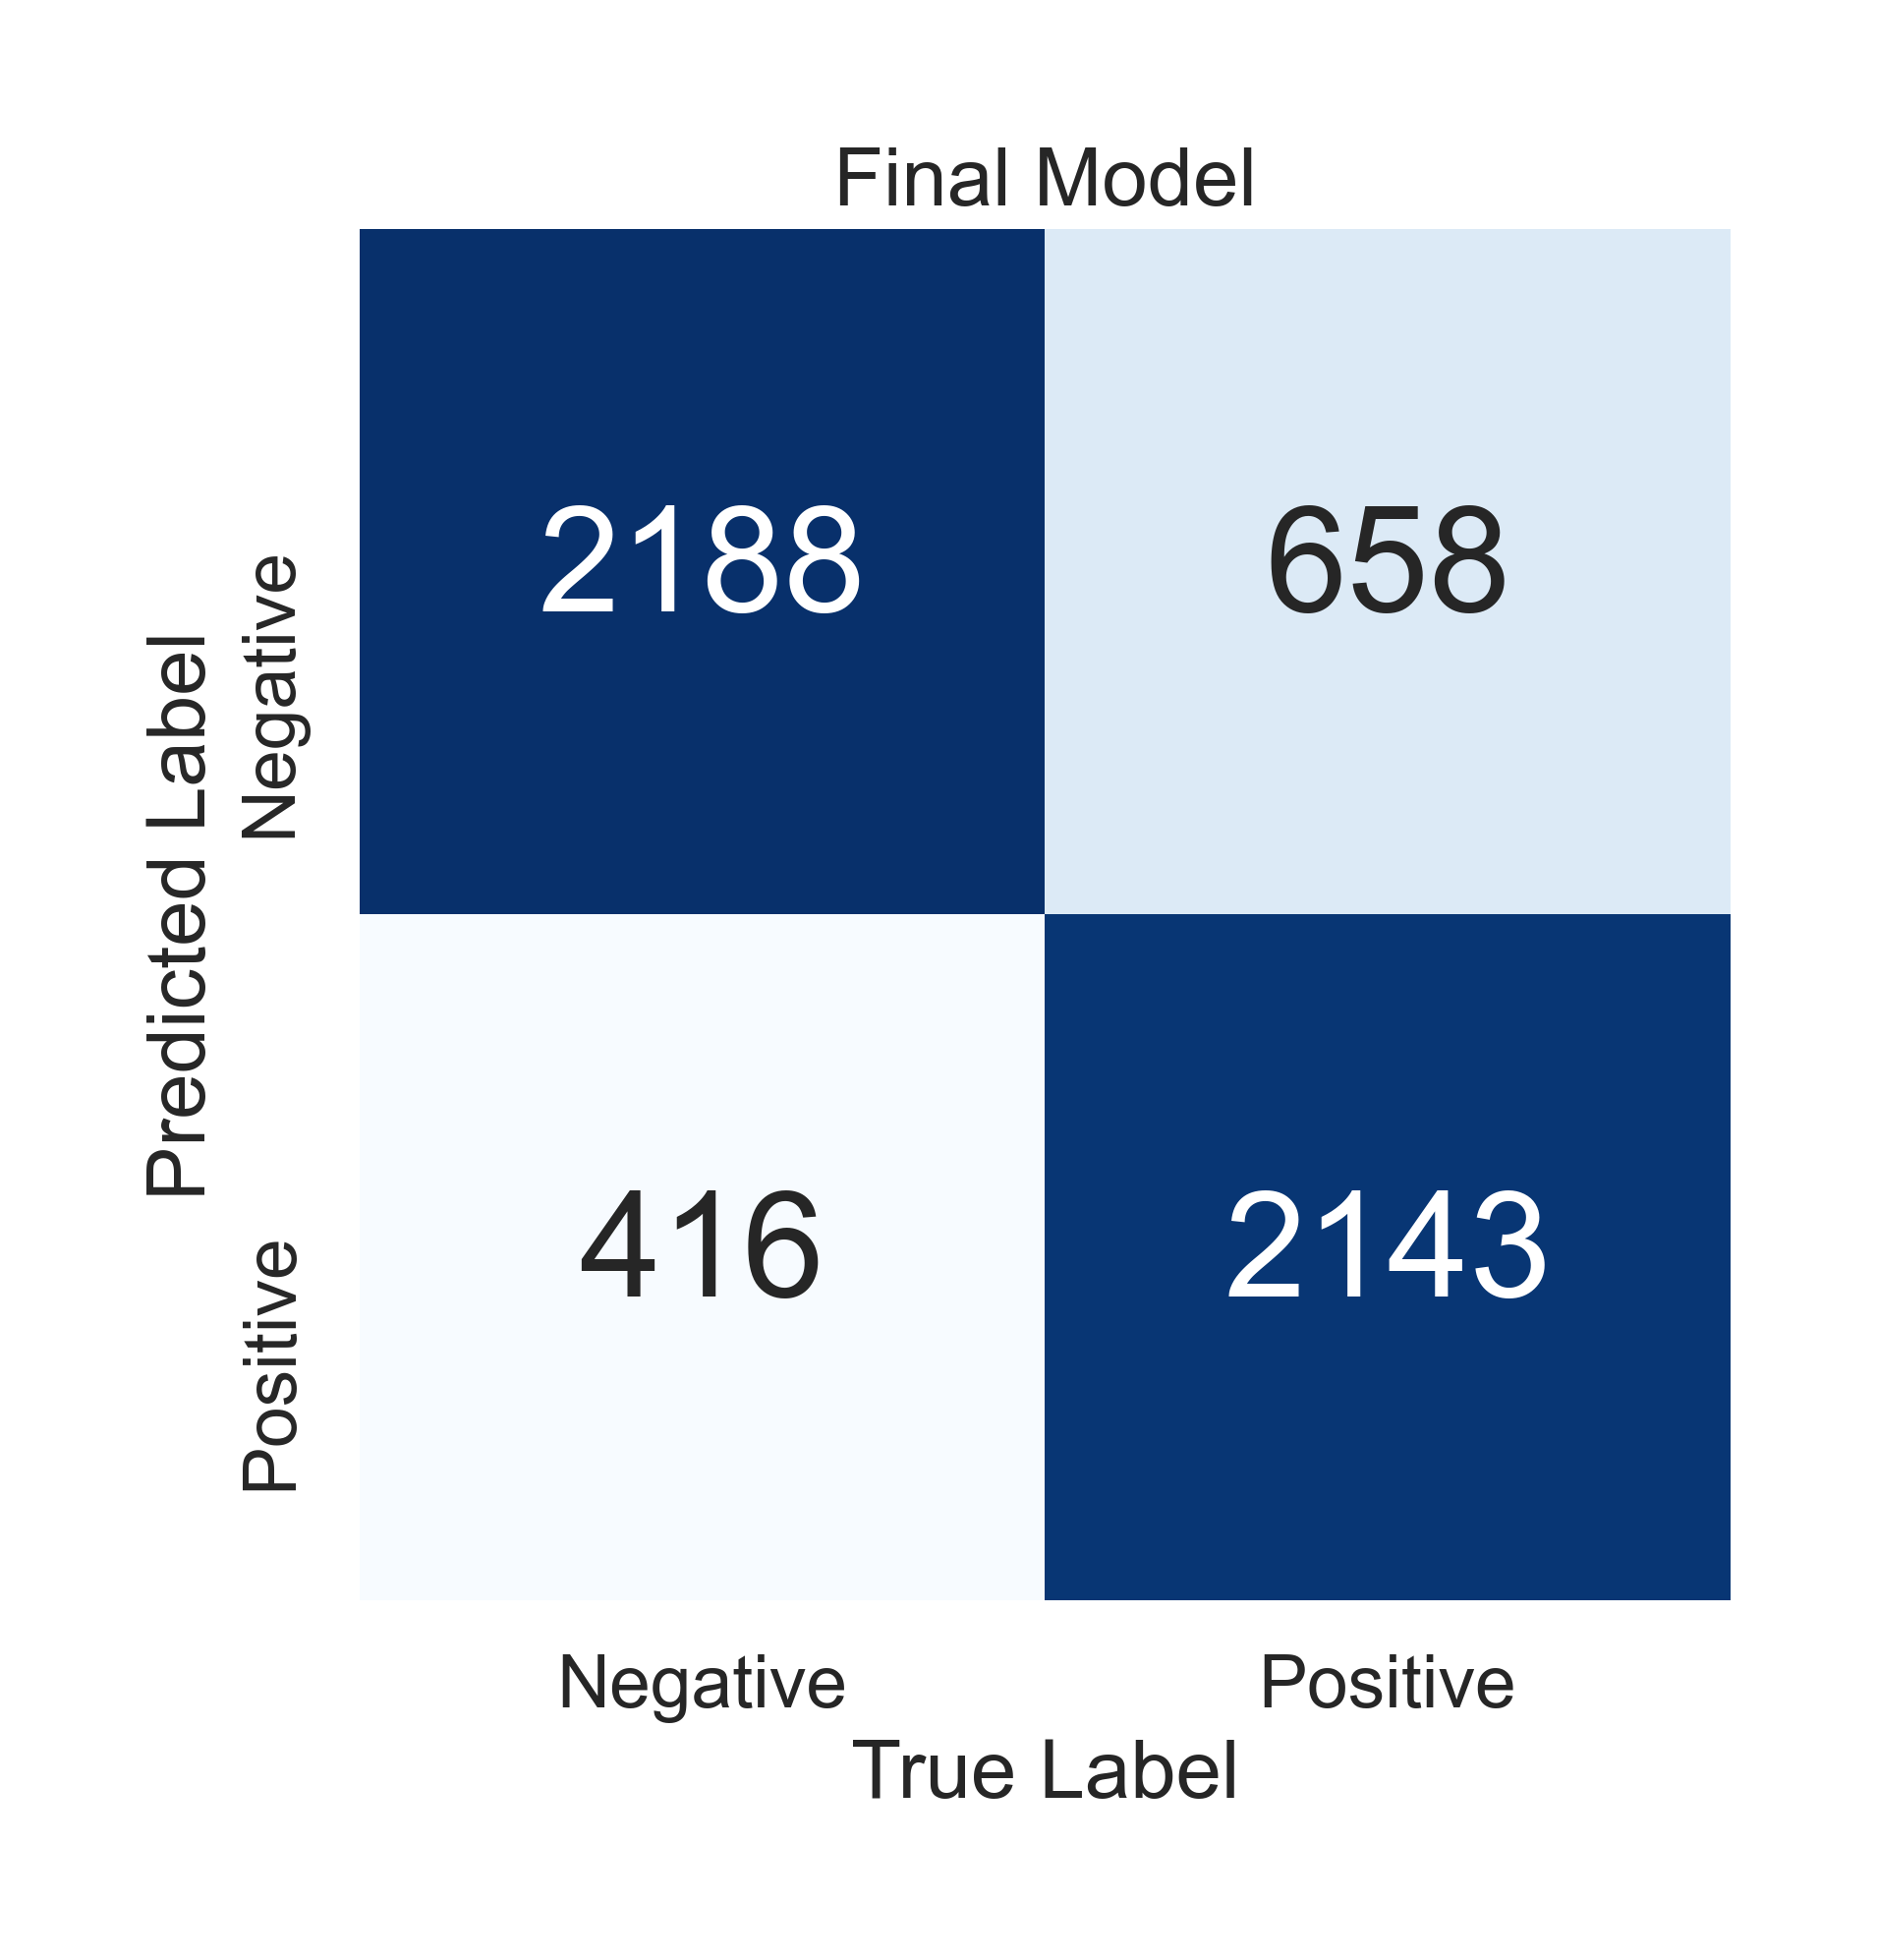 Final Model
Predicted Label
Negative
2188
658
Positive
416
2143
Negative
Positive
True Label